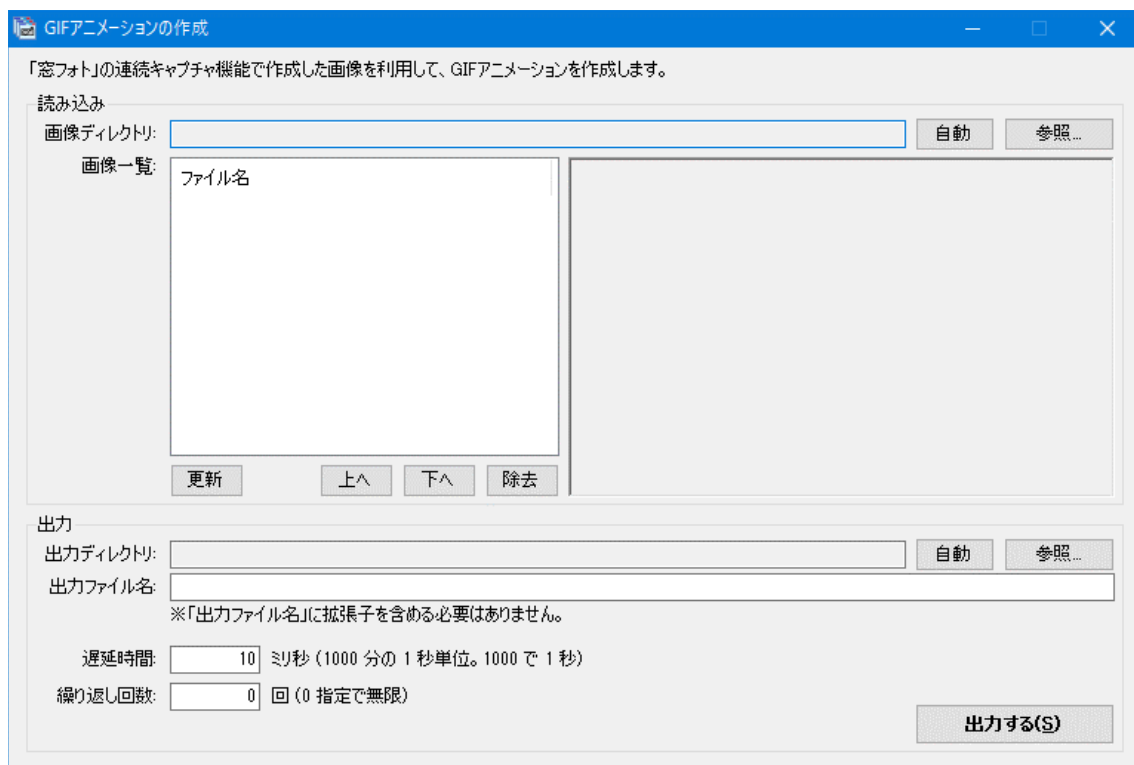 GIFアニメーションの作成
「窓フォト」の連続キャプチャ機能で作成した画像を利用して、GIFアニメーションを作成します。
読み込み
画像ディレクトリ: 自動 参照...
画像一覧: ファイル名
更新 上へ 下へ 除去
出力
出力ディレクトリ: 自動 参照...
出力ファイル名:
※「出力ファイル名」に拡張子を含める必要はありません。
遅延時間: 10 ミリ秒 (1000 分の 1 秒単位。1000 で 1 秒)
繰り返し回数: 0 回 (0 指定で無限)
出力する(S)